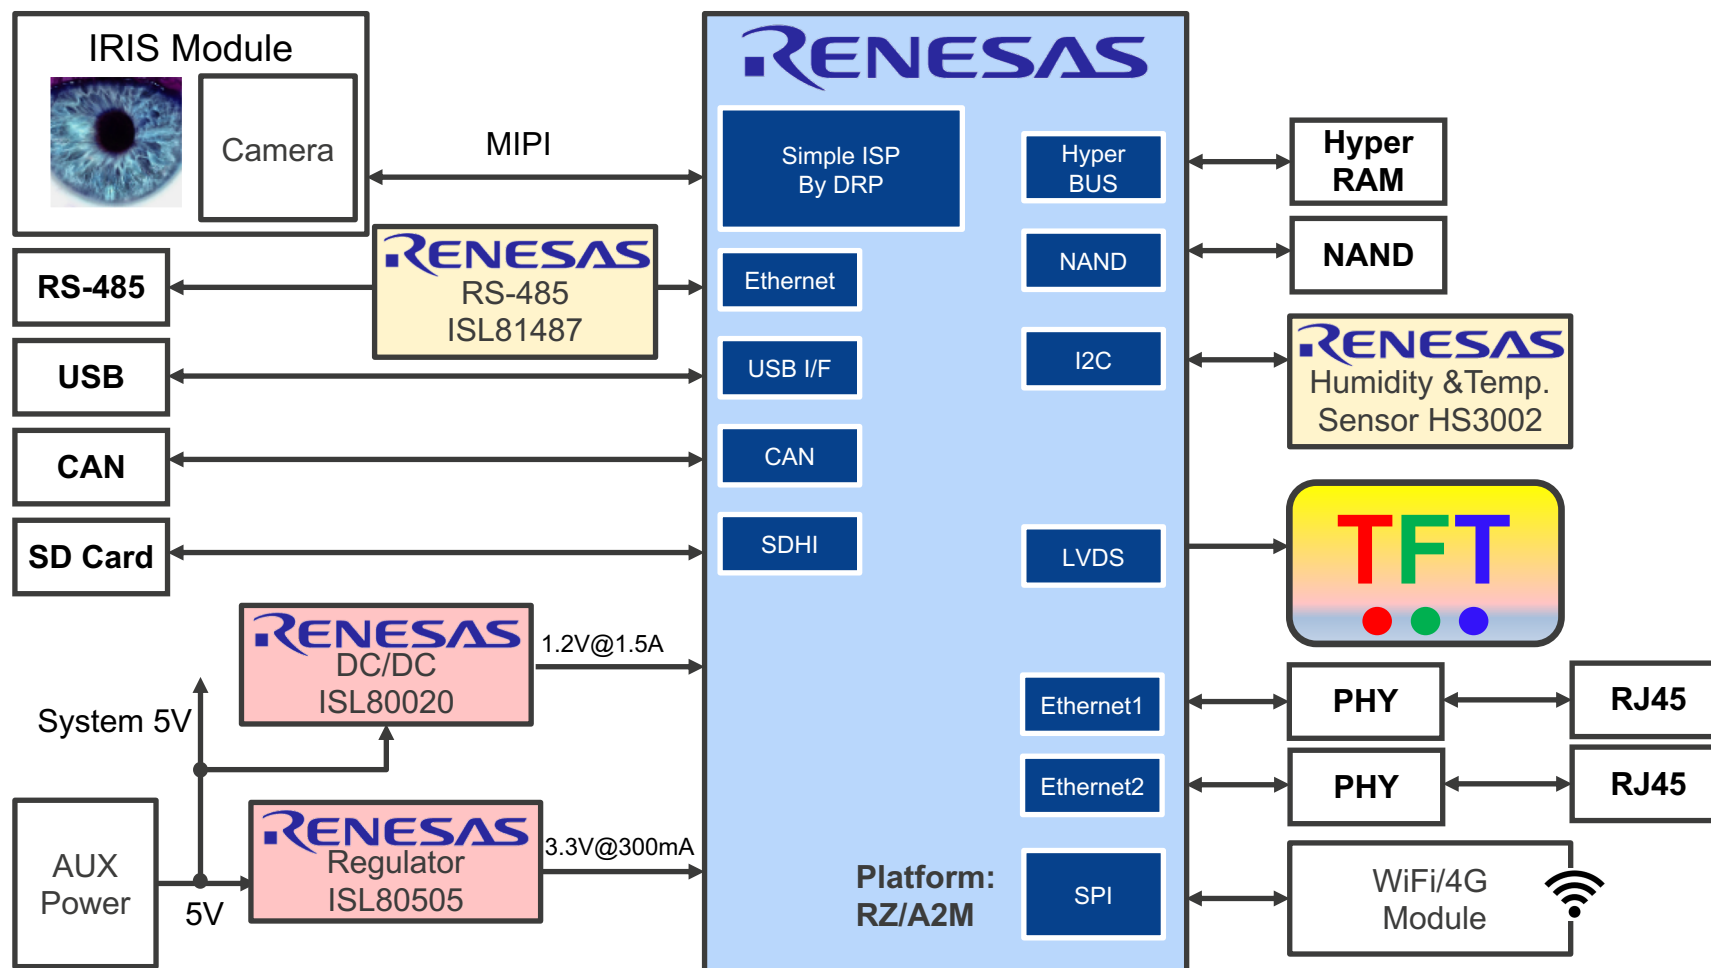 IRIS Module
Camera
MIPI
RS-485
RENESAS
RS-485
ISL81487
USB
CAN
SD Card
RENESAS
DC/DC
ISL80020
1.2V@1.5A
System 5V
AUX
Power
5V
RENESAS
Regulator
ISL80505
3.3V@300mA
RENESAS
Simple ISP
By DRP
Ethernet
USB I/F
CAN
SDHI
Hyper
BUS
NAND
I2C
LVDS
Ethernet1
Ethernet2
SPI
Platform:
RZ/A2M
Hyper
RAM
NAND
RENESAS
Humidity &Temp.
Sensor HS3002
TFT
PHY
RJ45
PHY
RJ45
WiFi/4G
Module